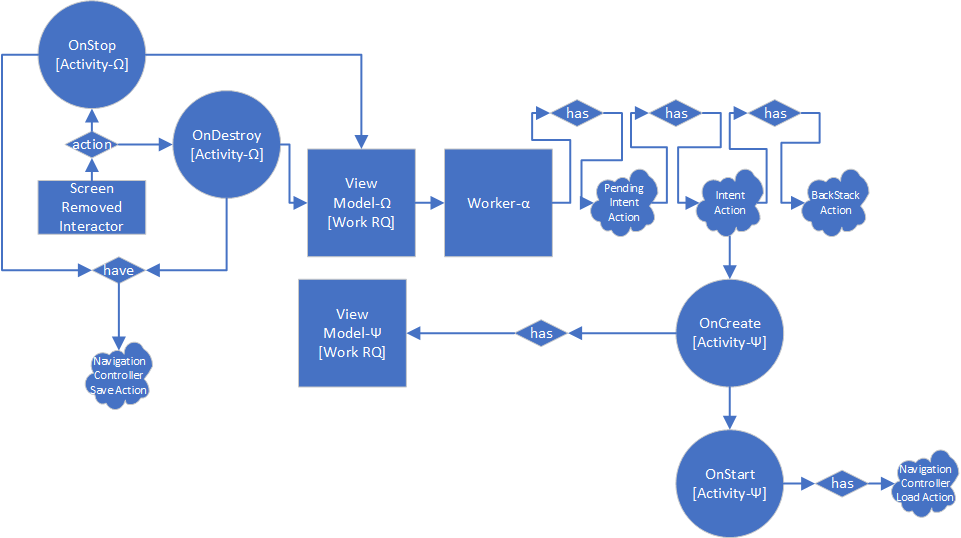 OnStop
[Activity-Ω]
action
Screen
Removed
Interactor
OnDestroy
[Activity-Ω]
have
Navigation
Controller
Save Action
View
Model-Ω
[Work RQ]
Worker-α
has
Pending
Intent
Action
has
Intent
Action
has
BackStack
Action
OnCreate
[Activity-Ψ]
has
View
Model-Ψ
[Work RQ]
OnStart
[Activity-Ψ]
has
Navigation
Controller
Load Action